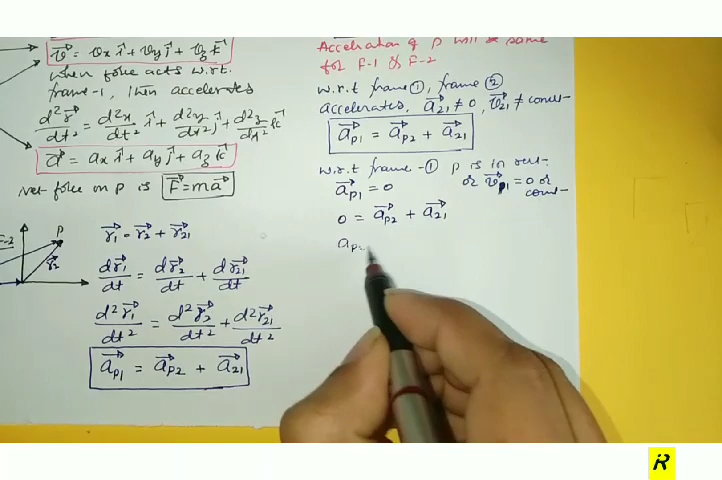 v⃗ = vx i⃗ + vy j⃗ + vz k⃗
when force acts w.r.t.
frame-1, then accelerates
d²r⃗/dt² = d²x/dt² i⃗ + d²y/dt² j⃗ + d²z/dt² k⃗
a⃗ = ax i⃗ + ay j⃗ + az k⃗
Net force on P is F⃗ = ma⃗
P
F-2
r⃗2
r⃗1 = r⃗2 + r⃗21
dr⃗1/dt = dr⃗2/dt + dr⃗21/dt
d²r⃗1/dt² = d²r⃗2/dt² + d²r⃗21/dt²
a⃗P1 = a⃗P2 + a⃗21
Acceleration of P will be same
for F-1 & F-2
w.r.t frame ①, frame ②
accelerates, a⃗21 ≠ 0, v⃗21 ≠ const-
a⃗P1 = a⃗P2 + a⃗21
w.r.t frame-① P is in rest-
or v⃗P1 = 0 or
const-
a⃗P1 = 0
0 = a⃗P2 + a⃗21
aP2
R